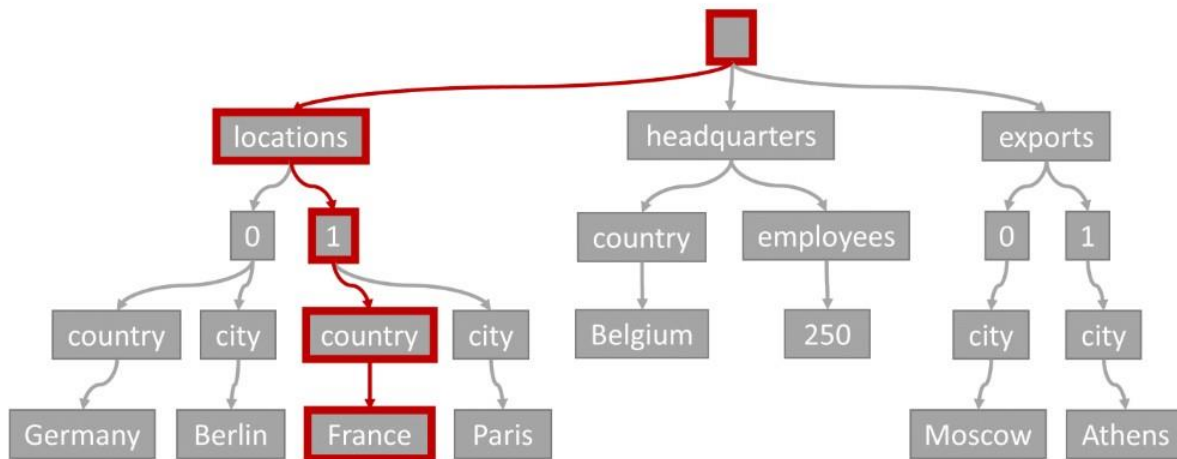 locations
headquarters
exports
0
1
country
employees
0
1
country
city
country
city
Belgium
250
city
city
Germany
Berlin
France
Paris
Moscow
Athens